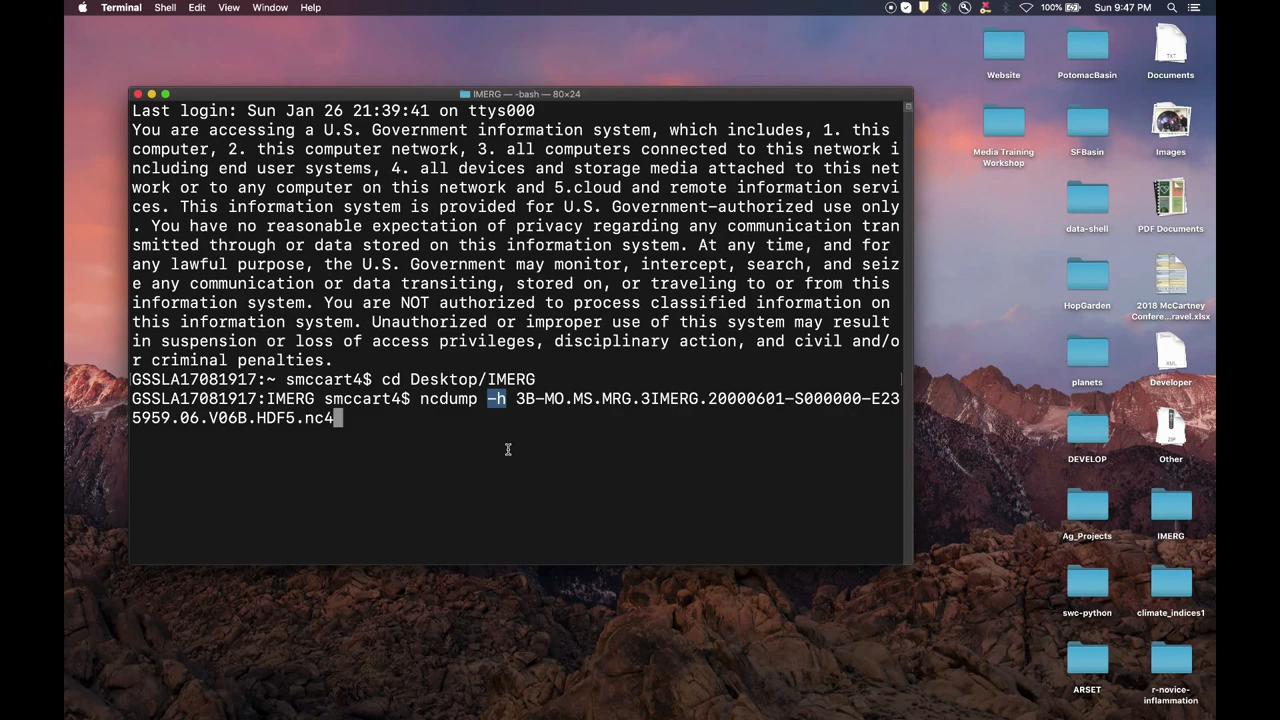 Terminal Shell Edit View Window Help 100% Sun 9:47 PM
IMERG — -bash — 80×24
Last login: Sun Jan 26 21:39:41 on ttys000
You are accessing a U.S. Government information system, which includes, 1. this
computer, 2. this computer network, 3. all computers connected to this network i
ncluding end user systems, 4. all devices and storage media attached to this net
work or to any computer on this network and 5.cloud and remote information servi
ces. This information system is provided for U.S. Government-authorized use only
. You have no reasonable expectation of privacy regarding any communication tran
smitted through or data stored on this information system. At any time, and for
any lawful purpose, the U.S. Government may monitor, intercept, search, and seiz
e any communication or data transiting, stored on, or traveling to or from this
information system. You are NOT authorized to process classified information on
this information system. Unauthorized or improper use of this system may result
in suspension or loss of access privileges, disciplinary action, and civil and/o
r criminal penalties.
GSSLA17081917:~ smccart4$ cd Desktop/IMERG
GSSLA17081917:IMERG smccart4$ ncdump -h 3B-MO.MS.MRG.3IMERG.20000601-S000000-E23
5959.06.V06B.HDF5.nc4
TXT
Website PotomacBasin Documents
Media Training
Workshop
SFBasin Images
data-shell PDF Documents
HopGarden
2018 McCartney
Confere...ravel.xlsx
XML
planets Developer
ZIP
DEVELOP Other
Ag_Projects IMERG
swc-python climate_indices1
ARSET
r-novice-
inflammation